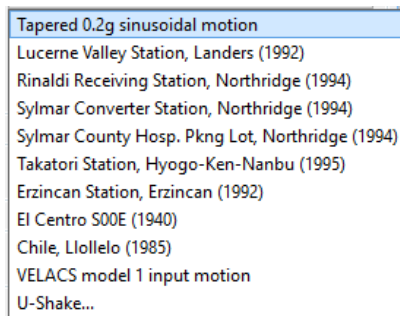 Tapered 0.2g sinusoidal motion
Lucerne Valley Station, Landers (1992)
Rinaldi Receiving Station, Northridge (1994)
Sylmar Converter Station, Northridge (1994)
Sylmar County Hosp. Pkng Lot, Northridge (1994)
Takatori Station, Hyogo-Ken-Nanbu (1995)
Erzincan Station, Erzincan (1992)
El Centro S00E (1940)
Chile, Llollelo (1985)
VELACS model 1 input motion
U-Shake...